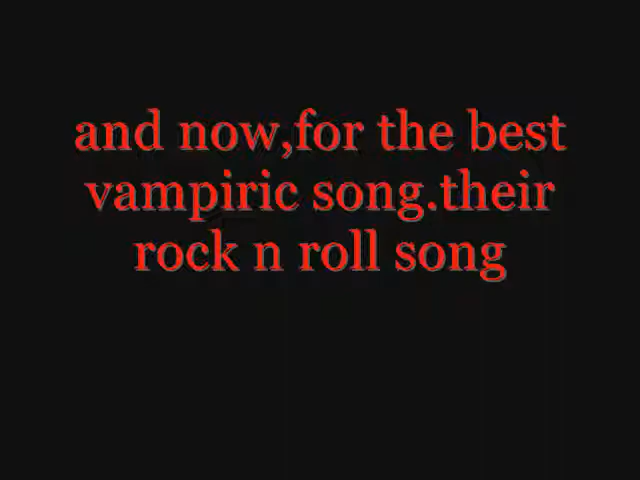 and now,for the best
vampiric song.their
rock n roll song